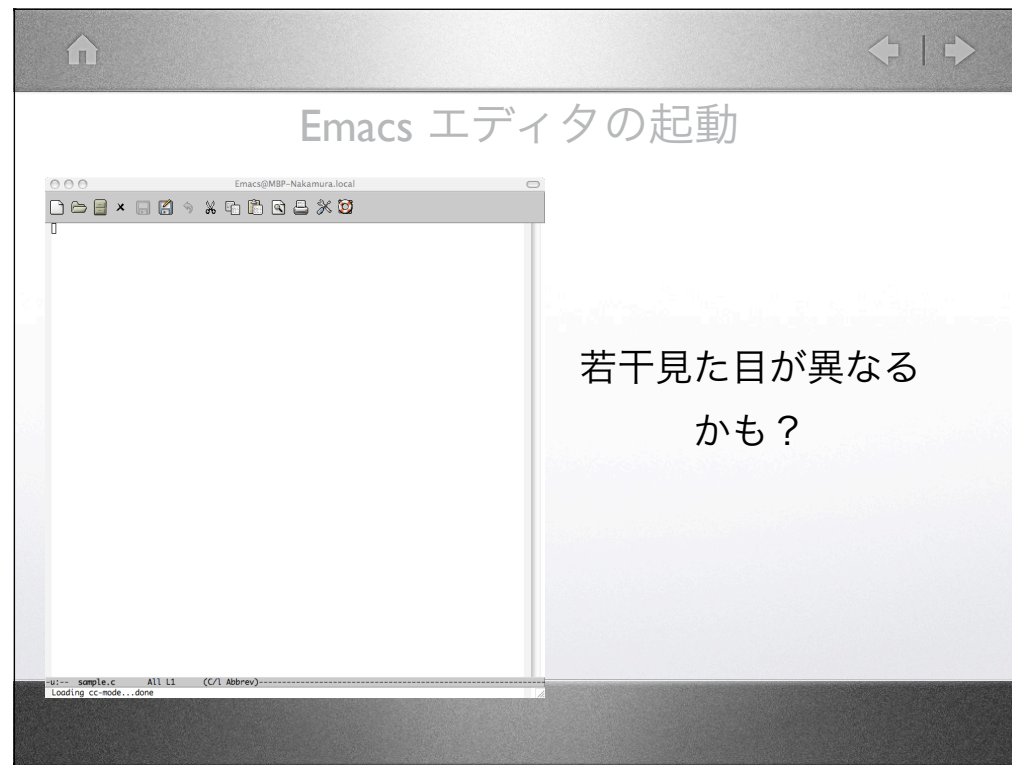 Emacs エディタの起動
Emacs@MBP-Nakamura.local
若干見た目が異なる
かも？
-u:-- sample.c All L1 (C/l Abbrev)--------------------------------------------------
Loading cc-mode...done